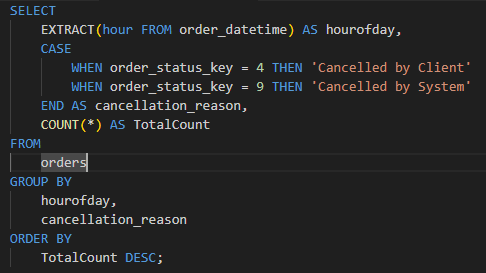 SELECT
    EXTRACT(hour FROM order_datetime) AS hourofday,
    CASE
        WHEN order_status_key = 4 THEN 'Cancelled by Client'
        WHEN order_status_key = 9 THEN 'Cancelled by System'
    END AS cancellation_reason,
    COUNT(*) AS TotalCount
FROM
    orders
GROUP BY
    hourofday,
    cancellation_reason
ORDER BY
    TotalCount DESC;